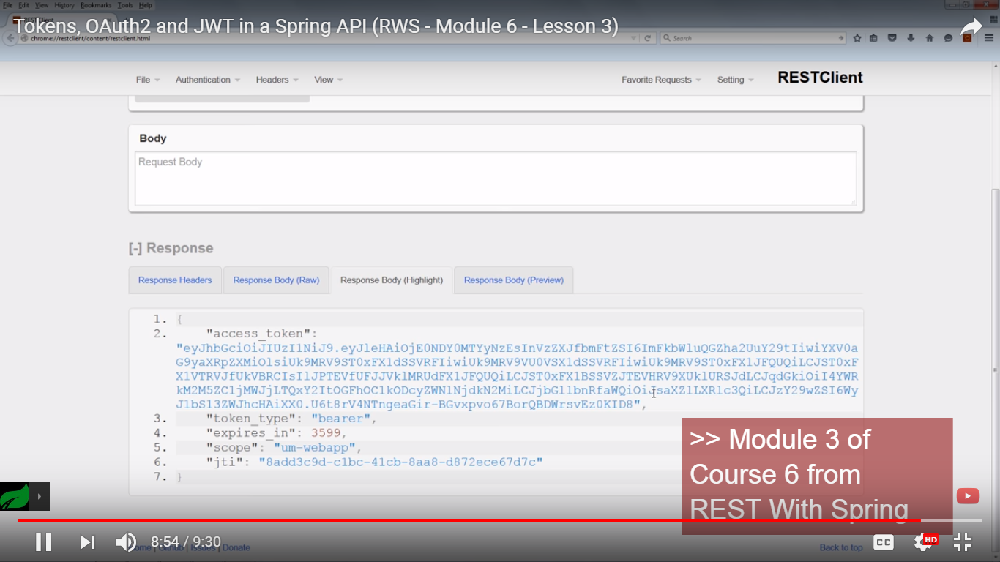 File Edit View History Bookmarks Tools Help
Tokens, OAuth2 and JWT in a Spring API (RWS - Module 6 - Lesson 3)
chrome://restclient/content/restclient.html
Search
File Authentication Headers View Favorite Requests Setting RESTClient
Body
Request Body
[-] Response
Response Headers Response Body (Raw) Response Body (Highlight) Response Body (Preview)
1. {
2. "access_token":
"eyJhbGciOiJIUzI1NiJ9.eyJleHAiOjE0NDY0MTYyNzEsInVzZXJfbmFtZSI6ImFkbWluQGZha2UuY29tIiwiYXV0a
G9yaXRpZXMiOlsiUk9MRV9ST0xFX1dSSVRFIiwiUk9MRV9VU0VSX1dSSVRFIiwiUk9MRV9ST0xFX1JFQUQiLCJST0xF
X1VTRVJfUkVBRCIsIlJPTEVfUFJJVklMRUdFX1JFQUQiLCJST0xFX1BSSVZJTEVHRV9XUklURSJdLCJqdGkiOiI4YWR
kM2M5ZC1jMWJjLTQxY2ItOGFhOC1kODcyZWNlNjdkN2MiLCJjbGllbnRfaWQiOiJsaXZlLXRlc3QiLCJzY29wZSI6Wy
J1bS13ZWJhcHAiXX0.U6t8rV4NTngeaGir-BGvxpvo67BorQBDWrsvEz0KID8",
3. "token_type": "bearer",
4. "expires_in": 3599,
5. "scope": "um-webapp",
6. "jti": "8add3c9d-c1bc-41cb-8aa8-d872ece67d7c"
7. }
>> Module 3 of
Course 6 from
REST With Spring
8:54 / 9:30
CC HD
Home | Github | Issues | Donate Back to top